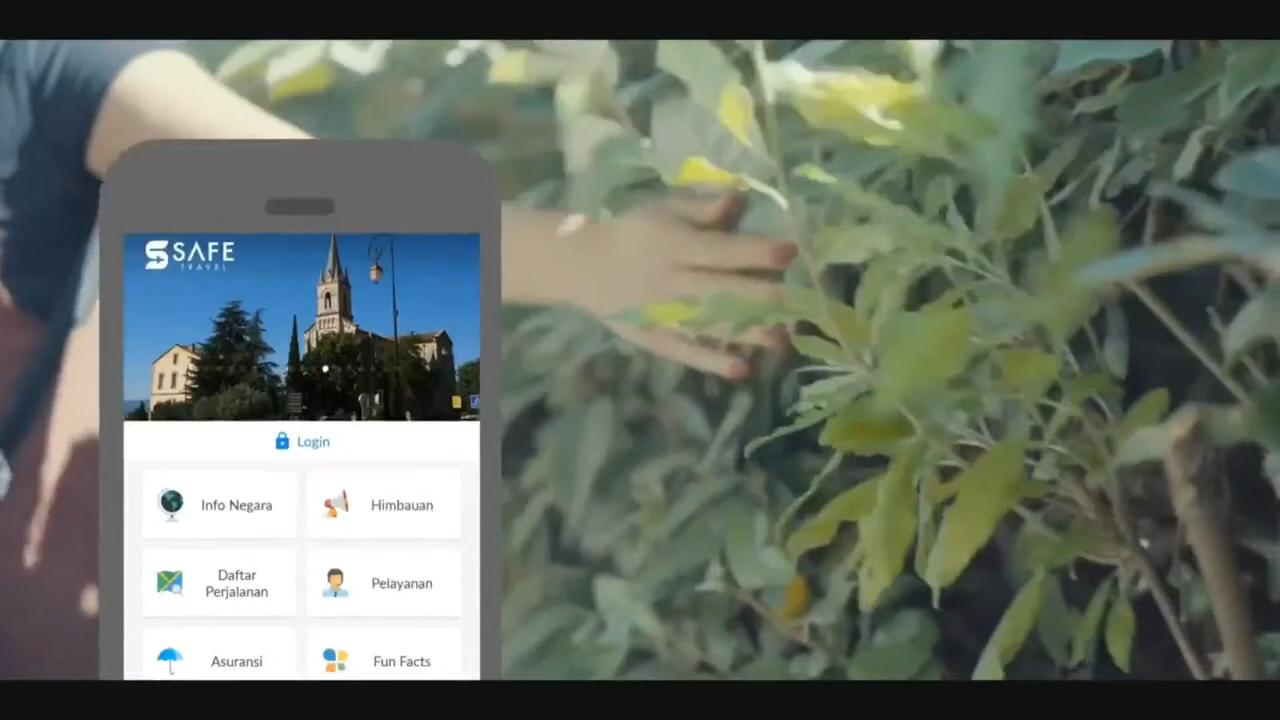 SAFE
TRAVEL
Login
Info Negara
Himbauan
Daftar
Perjalanan
Pelayanan
Asuransi
Fun Facts